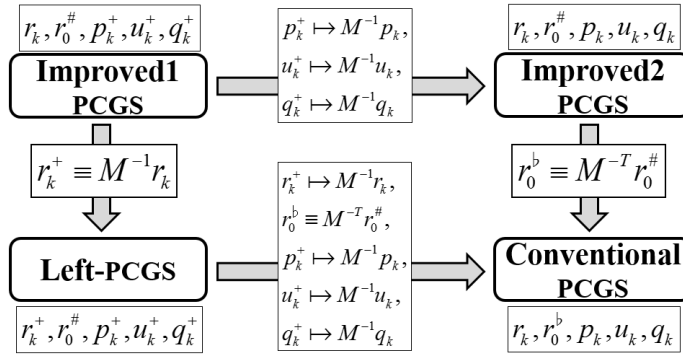 r_k, r_0^#, p_k^+, u_k^+, q_k^+
Improved1
PCGS
p_k^+ ↦ M^{-1} p_k,
u_k^+ ↦ M^{-1} u_k,
q_k^+ ↦ M^{-1} q_k
r_k, r_0^#, p_k, u_k, q_k
Improved2
PCGS
r_k^+ ≡ M^{-1} r_k
r_k^+ ↦ M^{-1} r_k,
r_0^♭ ≡ M^{-T} r_0^#,
p_k^+ ↦ M^{-1} p_k,
u_k^+ ↦ M^{-1} u_k,
q_k^+ ↦ M^{-1} q_k
r_0^♭ ≡ M^{-T} r_0^#
Left-PCGS
r_k^+, r_0^#, p_k^+, u_k^+, q_k^+
Conventional
PCGS
r_k, r_0^♭, p_k, u_k, q_k